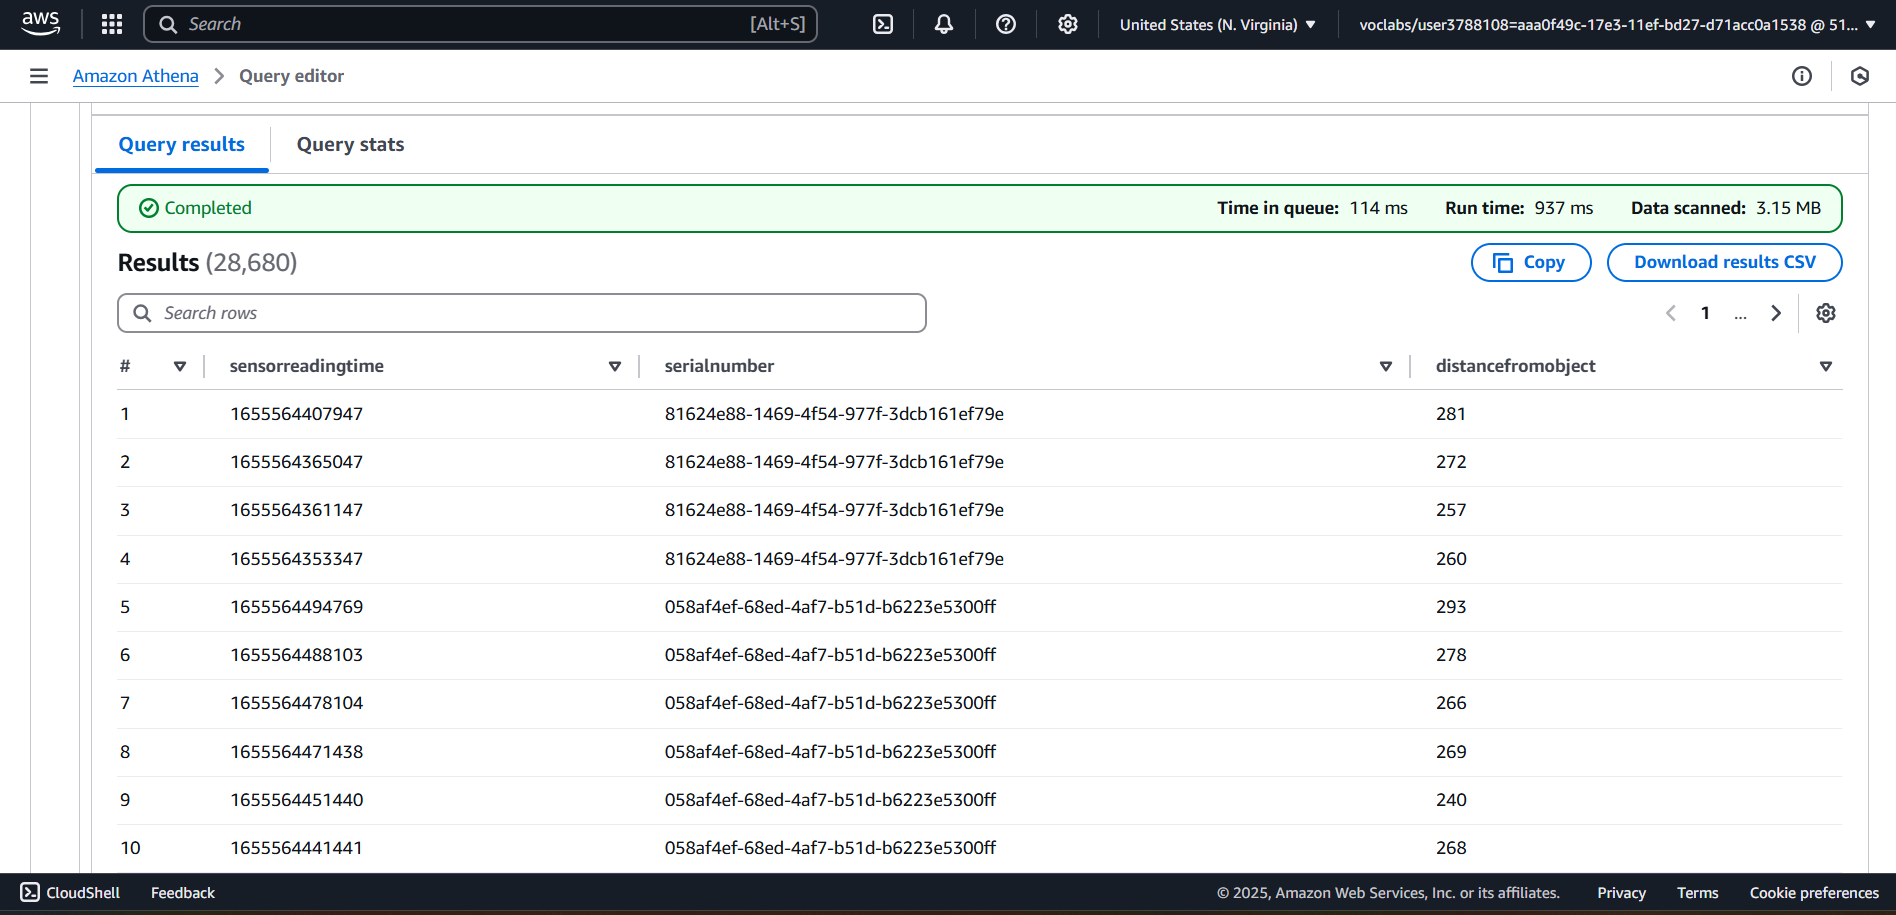 aws Search [Alt+S] United States (N. Virginia) voclabs/user3788108=aaa0f49c-17e3-11ef-bd27-d71acc0a1538 @ 51...
Amazon Athena Query editor
Query results Query stats
Completed Time in queue: 114 ms Run time: 937 ms Data scanned: 3.15 MB
Results (28,680) Copy Download results CSV
Search rows 1 ...
# sensorreadingtime serialnumber distancefromobject
1 1655564407947 81624e88-1469-4f54-977f-3dcb161ef79e 281
2 1655564365047 81624e88-1469-4f54-977f-3dcb161ef79e 272
3 1655564361147 81624e88-1469-4f54-977f-3dcb161ef79e 257
4 1655564353347 81624e88-1469-4f54-977f-3dcb161ef79e 260
5 1655564494769 058af4ef-68ed-4af7-b51d-b6223e5300ff 293
6 1655564488103 058af4ef-68ed-4af7-b51d-b6223e5300ff 278
7 1655564478104 058af4ef-68ed-4af7-b51d-b6223e5300ff 266
8 1655564471438 058af4ef-68ed-4af7-b51d-b6223e5300ff 269
9 1655564451440 058af4ef-68ed-4af7-b51d-b6223e5300ff 240
10 1655564441441 058af4ef-68ed-4af7-b51d-b6223e5300ff 268
CloudShell Feedback © 2025, Amazon Web Services, Inc. or its affiliates. Privacy Terms Cookie preferences